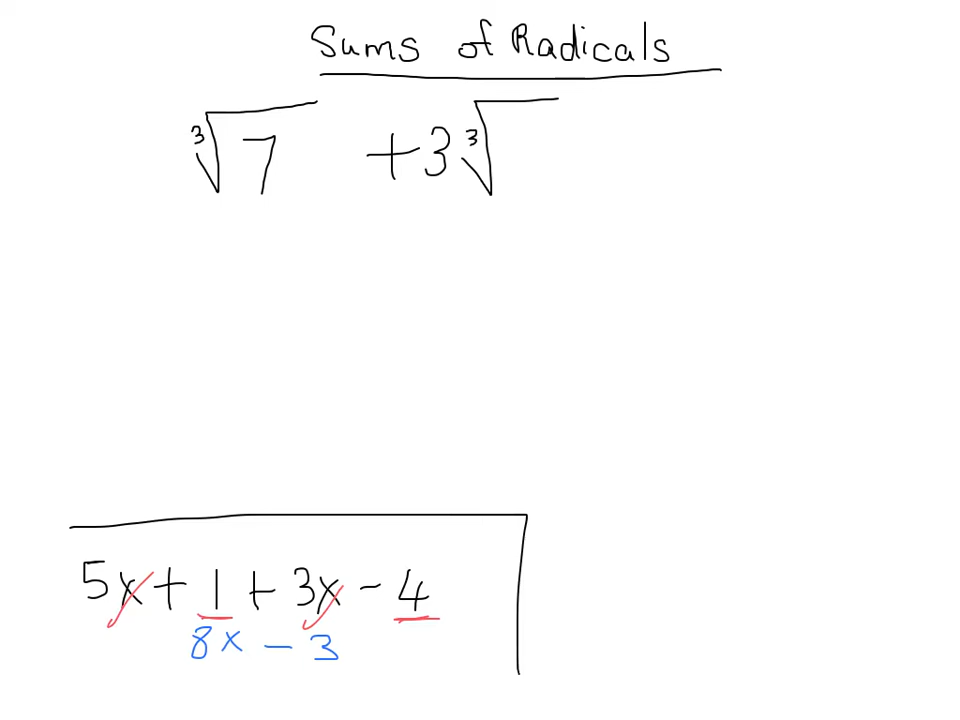 Sums of Radicals
∛7 + 3∛
5x + 1 + 3x - 4
8x - 3